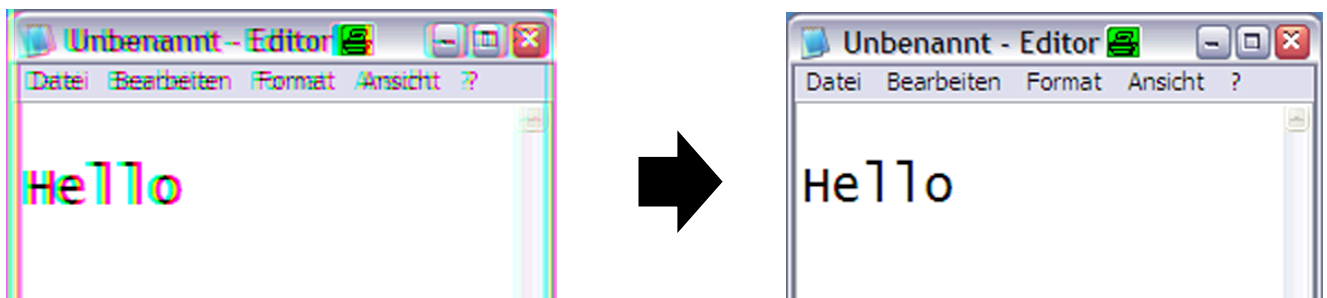 Unbenannt - Editor
Datei Bearbeiten Format Ansicht ?
Hello
Unbenannt - Editor
Datei Bearbeiten Format Ansicht ?
Hello